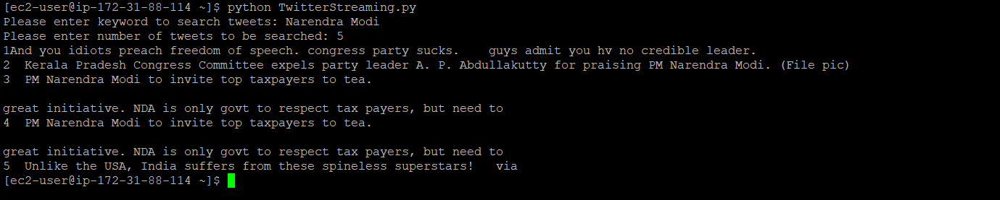 [ec2-user@ip-172-31-88-114 ~]$ python TwitterStreaming.py
Please enter keyword to search tweets: Narendra Modi
Please enter number of tweets to be searched: 5
1And you idiots preach freedom of speech. congress party sucks.    guys admit you hv no credible leader.
2  Kerala Pradesh Congress Committee expels party leader A. P. Abdullakutty for praising PM Narendra Modi. (File pic)
3  PM Narendra Modi to invite top taxpayers to tea.
great initiative. NDA is only govt to respect tax payers, but need to
4  PM Narendra Modi to invite top taxpayers to tea.
great initiative. NDA is only govt to respect tax payers, but need to
5  Unlike the USA, India suffers from these spineless superstars!   via
[ec2-user@ip-172-31-88-114 ~]$